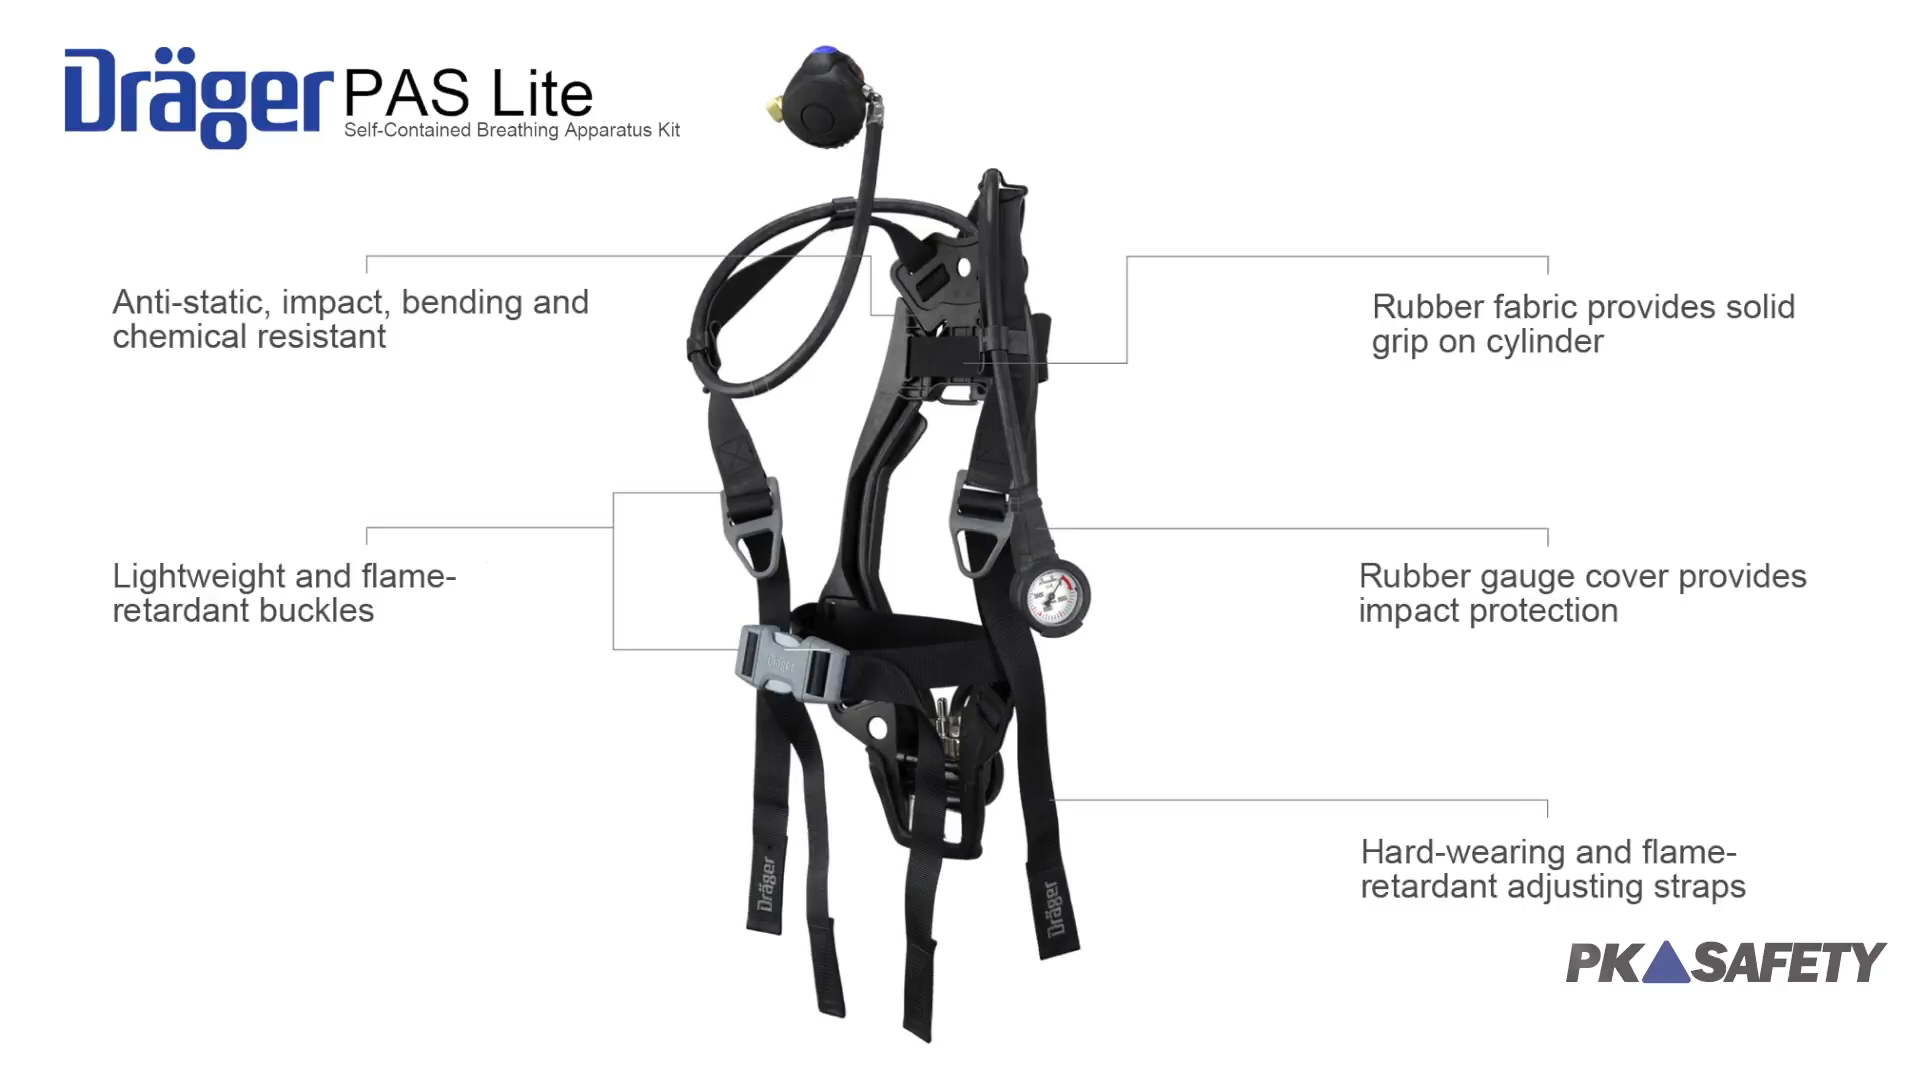 Dräger PAS Lite
Self-Contained Breathing Apparatus Kit
Anti-static, impact, bending and
chemical resistant
Rubber fabric provides solid
grip on cylinder
Lightweight and flame-
retardant buckles
Rubber gauge cover provides
impact protection
Dräger
Hard-wearing and flame-
retardant adjusting straps
Dräger
Dräger
PK SAFETY